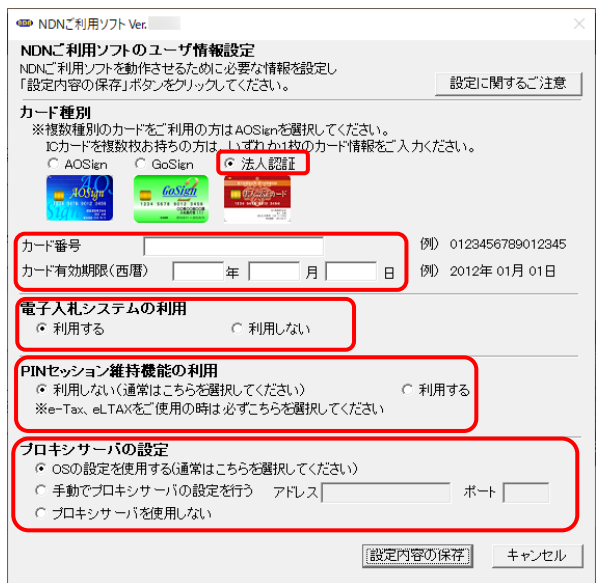 NDNご利用ソフト Ver.
NDNご利用ソフトのユーザ情報設定
NDNご利用ソフトを動作させるために必要な情報を設定し
「設定内容の保存」ボタンをクリックしてください。
設定に関するご注意
カード種別
※複数種別のカードをご利用の方はAOSignを選択してください。
ICカードを複数枚お持ちの方は、いずれか1枚のカード情報をご入力ください。
AOSign GoSign 法人認証
AOSign GoSign
1234 5678 9012 3456
カード番号 例) 0123456789012345
カード有効期限(西暦) 年 月 日 例) 2012年 01月 01日
電子入札システムの利用
利用する 利用しない
PINセッション維持機能の利用
利用しない(通常はこちらを選択してください) 利用する
※e-Tax、eLTAXをご使用の時は必ずこちらを選択してください
プロキシサーバの設定
OSの設定を使用する(通常はこちらを選択してください)
手動でプロキシサーバの設定を行う アドレス ポート
プロキシサーバを使用しない
設定内容の保存 キャンセル